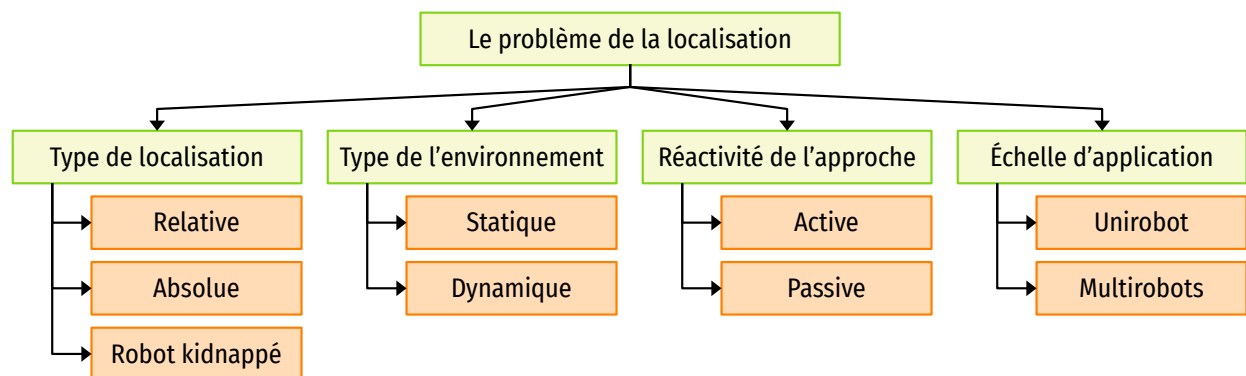 Le problème de la localisation
Type de localisation
Relative
Absolue
Robot kidnappé
Type de l’environnement
Statique
Dynamique
Réactivité de l’approche
Active
Passive
Échelle d’application
Unirobot
Multirobots